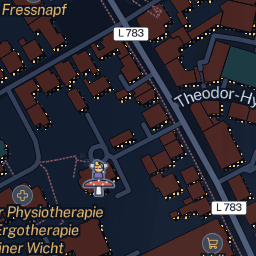 Fressnapf
L 783
Theodor-Hy
L 783
r Physiotherapie
Ergotherapie
iner Wicht